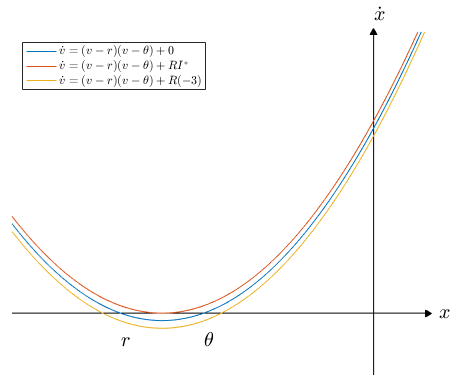 ẋ
v̇ = (v − r)(v − θ) + 0
v̇ = (v − r)(v − θ) + RI*
v̇ = (v − r)(v − θ) + R(−3)
x
r θ